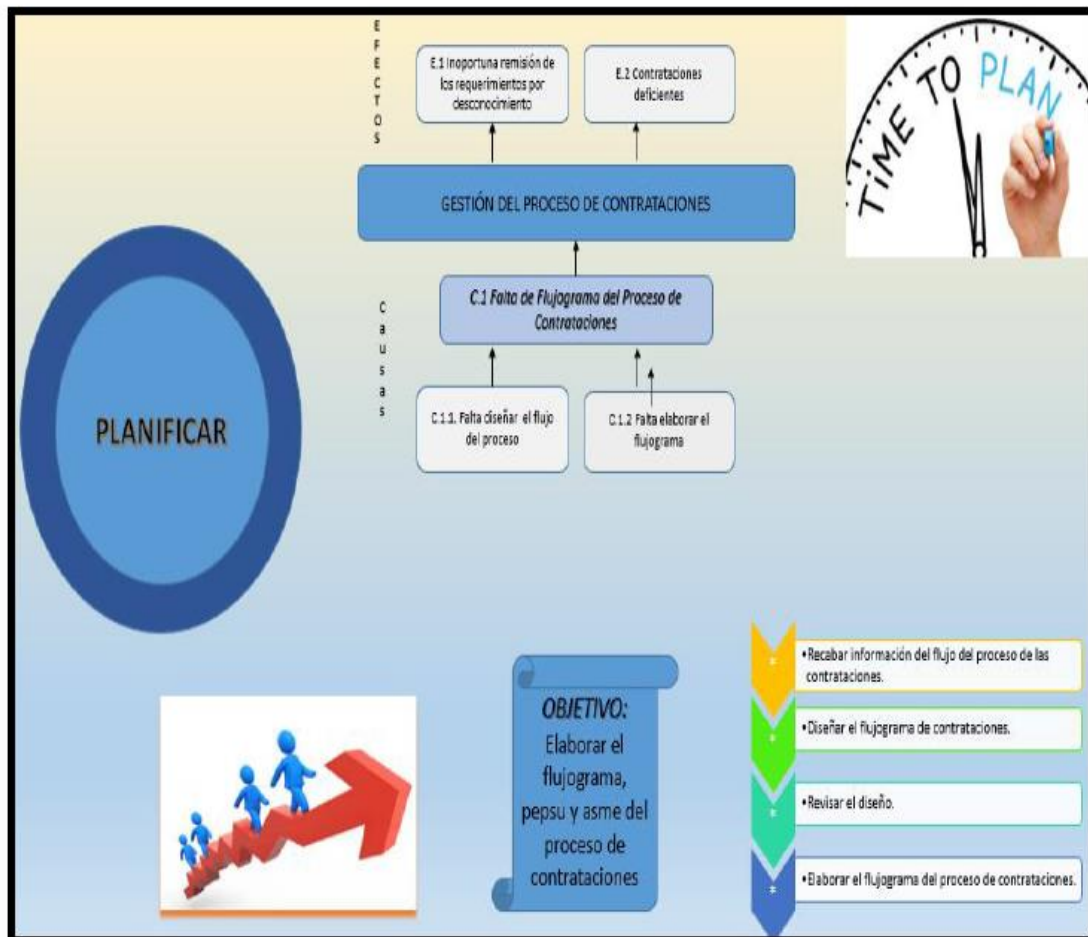 EFECTOS
E.1 Inoportuna remisión de
los requerimientos por
desconocimiento
E.2 Contrataciones
deficientes
TIME TO PLAN
GESTIÓN DEL PROCESO DE CONTRATACIONES
Causas
C.1 Falta de Flujograma del Proceso de
Contrataciones
C.1.1. Falta diseñar el flujo
del proceso
C.1.2 Falta elaborar el
flujograma
PLANIFICAR
OBJETIVO:
Elaborar el
flujograma,
pepsu y asme del
proceso de
contrataciones
•Recabar información del flujo del proceso de las
contrataciones.
•Diseñar el flujograma de contrataciones.
•Revisar el diseño.
•Elaborar el flujograma del proceso de contrataciones.